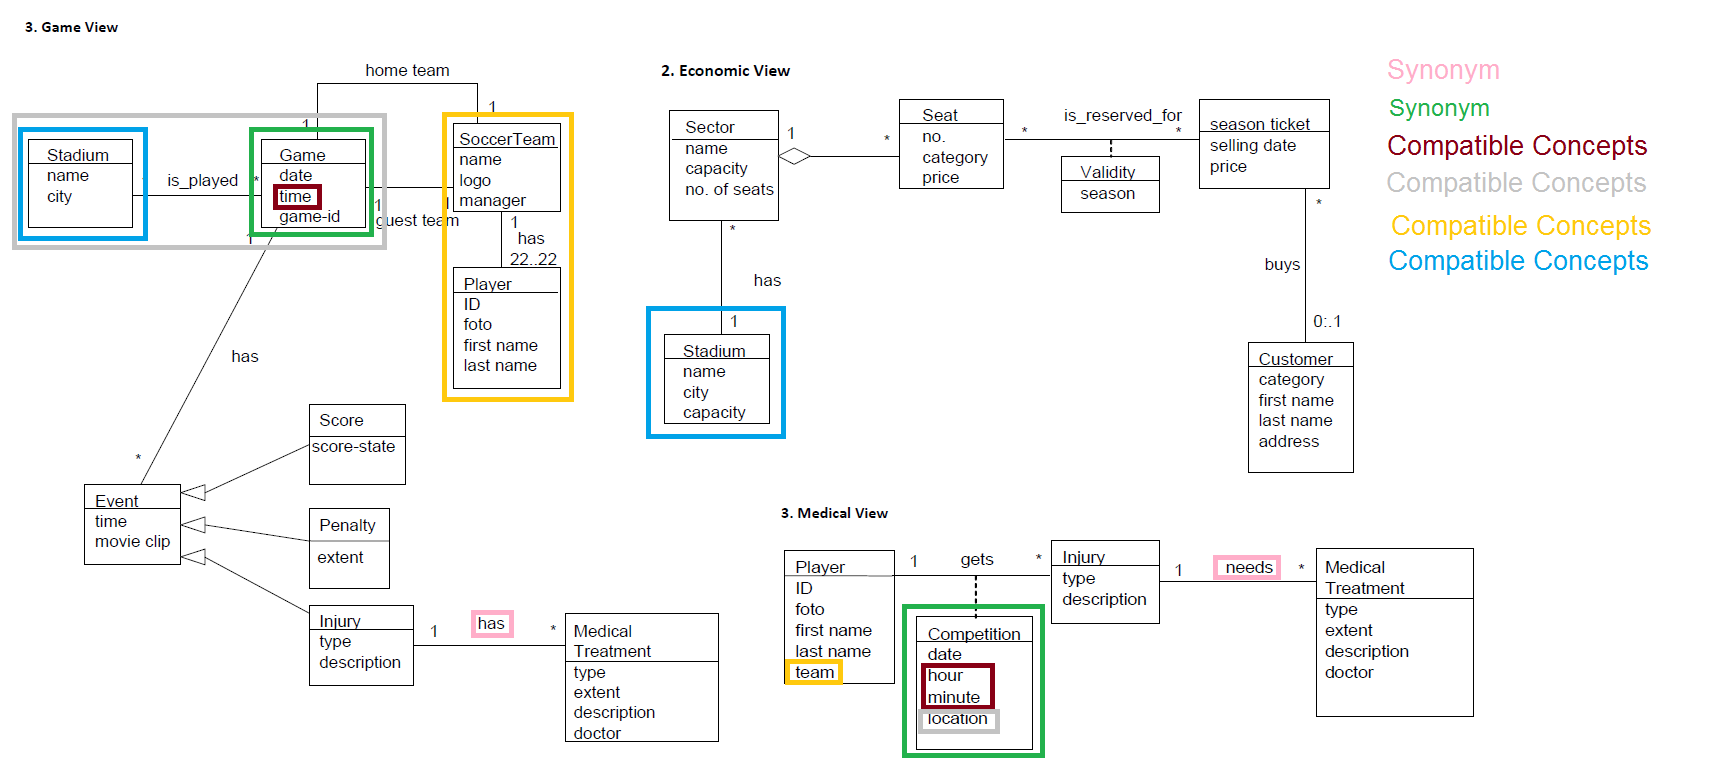 3. Game View
home team
1
1
Stadium
name
city
is_played
*
Game
date
time
game-id
1
1
1
guest team
SoccerTeam
name
logo
manager
1
has
22..22
Player
ID
foto
first name
last name
has
*
Event
time
movie clip
Score
score-state
Penalty
extent
Injury
type
description
1
has
*
Medical
Treatment
type
extent
description
doctor
2. Economic View
Sector
name
capacity
no. of seats
1
*
Seat
no.
category
price
*
is_reserved_for
*
Validity
season
season ticket
selling date
price
*
buys
0:.1
Customer
category
first name
last name
address
*
has
1
Stadium
name
city
capacity
3. Medical View
Player
ID
foto
first name
last name
team
1
gets
*
Competition
date
hour
minute
location
Injury
type
description
1
needs
*
Medical
Treatment
type
extent
description
doctor
Synonym
Synonym
Compatible Concepts
Compatible Concepts
Compatible Concepts
Compatible Concepts